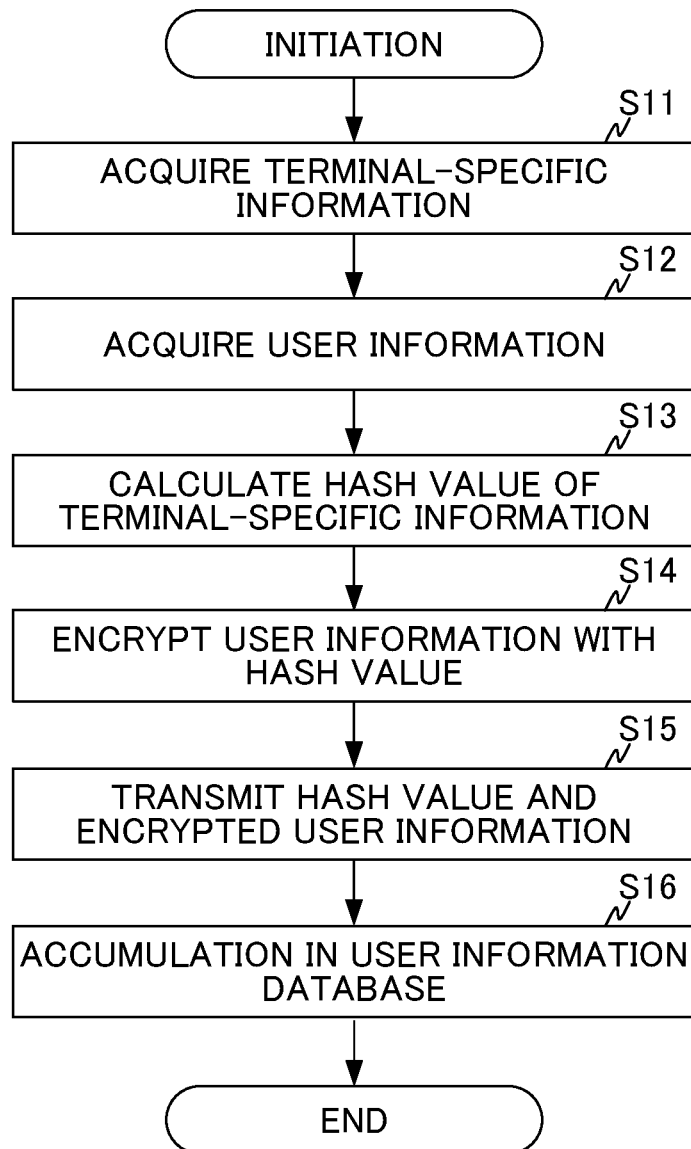 INITIATION
S11
ACQUIRE TERMINAL-SPECIFIC
INFORMATION
S12
ACQUIRE USER INFORMATION
S13
CALCULATE HASH VALUE OF
TERMINAL-SPECIFIC INFORMATION
S14
ENCRYPT USER INFORMATION WITH
HASH VALUE
S15
TRANSMIT HASH VALUE AND
ENCRYPTED USER INFORMATION
S16
ACCUMULATION IN USER INFORMATION
DATABASE
END